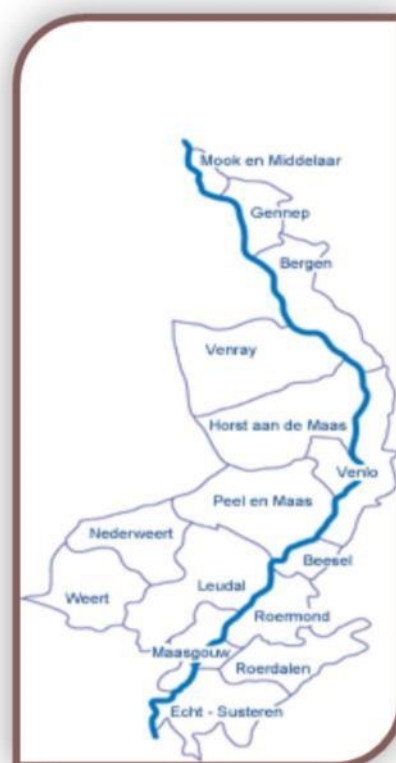 Mook en Middelaar
Gennep
Bergen
Venray
Horst aan de Maas
Venlo
Peel en Maas
Nederweert
Beesel
Leudal
Weert
Roermond
Maasgouw
Roerdalen
Echt - Susteren